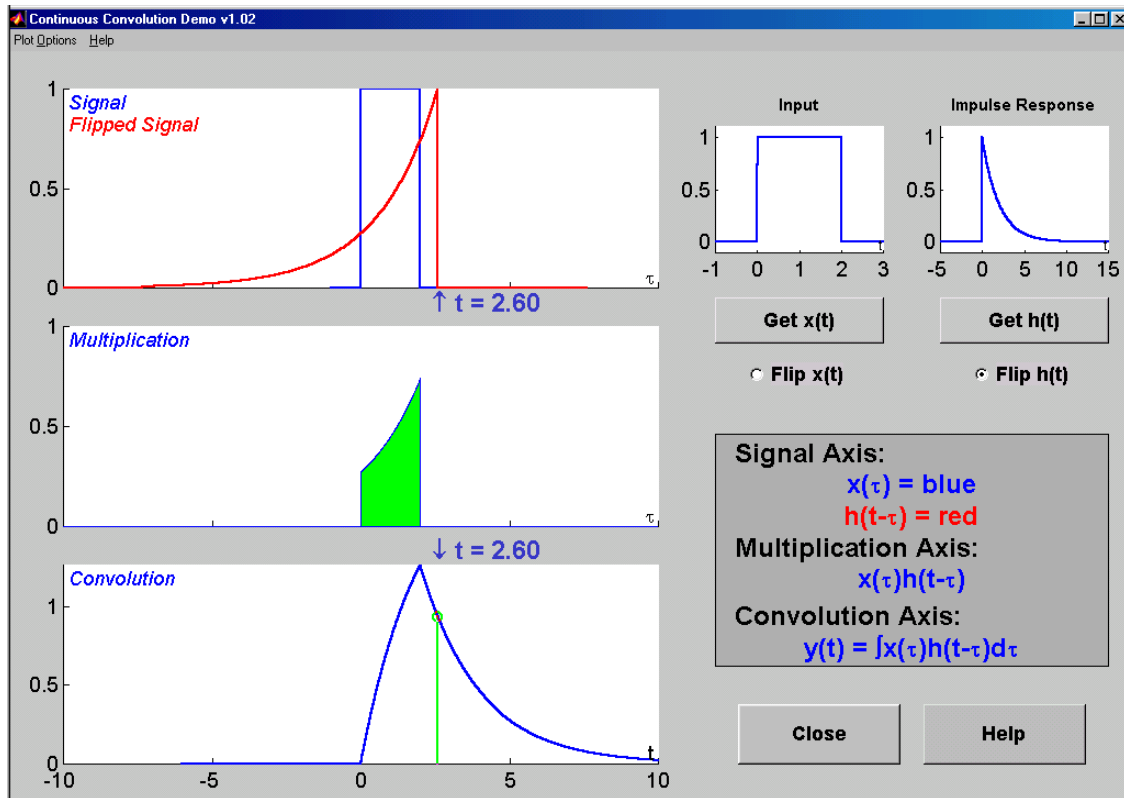 Continuous Convolution Demo v1.02
Plot Options Help
Signal
Flipped Signal
1
0.5
0
τ
↑ t = 2.60
Multiplication
1
0.5
0
τ
↓ t = 2.60
Convolution
1
0.5
0
t
-10 -5 0 5 10
Input
1
0.5
0
τ
-1 0 1 2 3
Impulse Response
1
0.5
0
τ
-5 0 5 10 15
Get x(t)
Get h(t)
Flip x(t)
Flip h(t)
Signal Axis:
x(τ) = blue
h(t-τ) = red
Multiplication Axis:
x(τ)h(t-τ)
Convolution Axis:
y(t) = ∫x(τ)h(t-τ)dτ
Close
Help